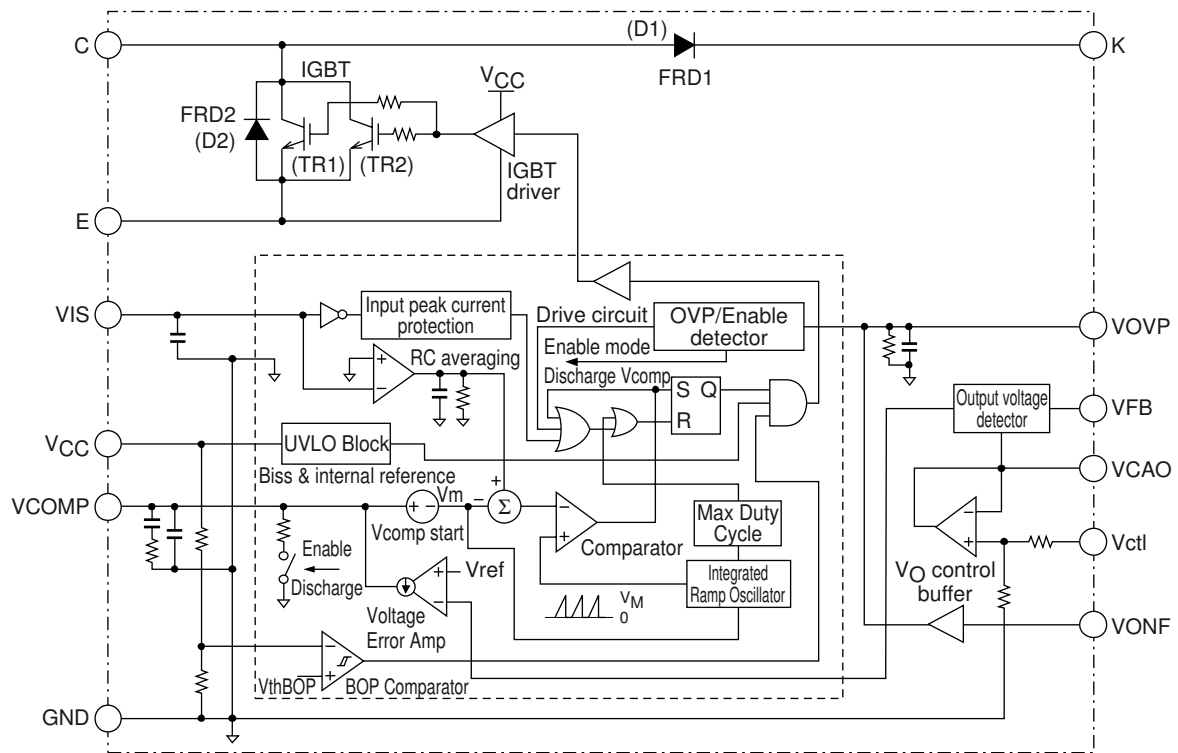 C
(D1)
FRD1
K
IGBT
VCC
FRD2
(D2)
(TR1)
(TR2)
IGBT
driver
E
VIS
Input peak current
protection
Drive circuit
OVP/Enable
detector
VOVP
RC averaging
Enable mode
Discharge Vcomp
S Q
R
Output voltage
detector
VFB
VCC
UVLO Block
Biss & internal reference
VCAO
VCOMP
Vm
Vcomp start
Σ
Comparator
Max Duty
Cycle
Vctl
Enable
Discharge
Vref
Integrated
Ramp Oscillator
VO control
buffer
VM
0
Voltage
Error Amp
VONF
VthBOP
BOP Comparator
GND